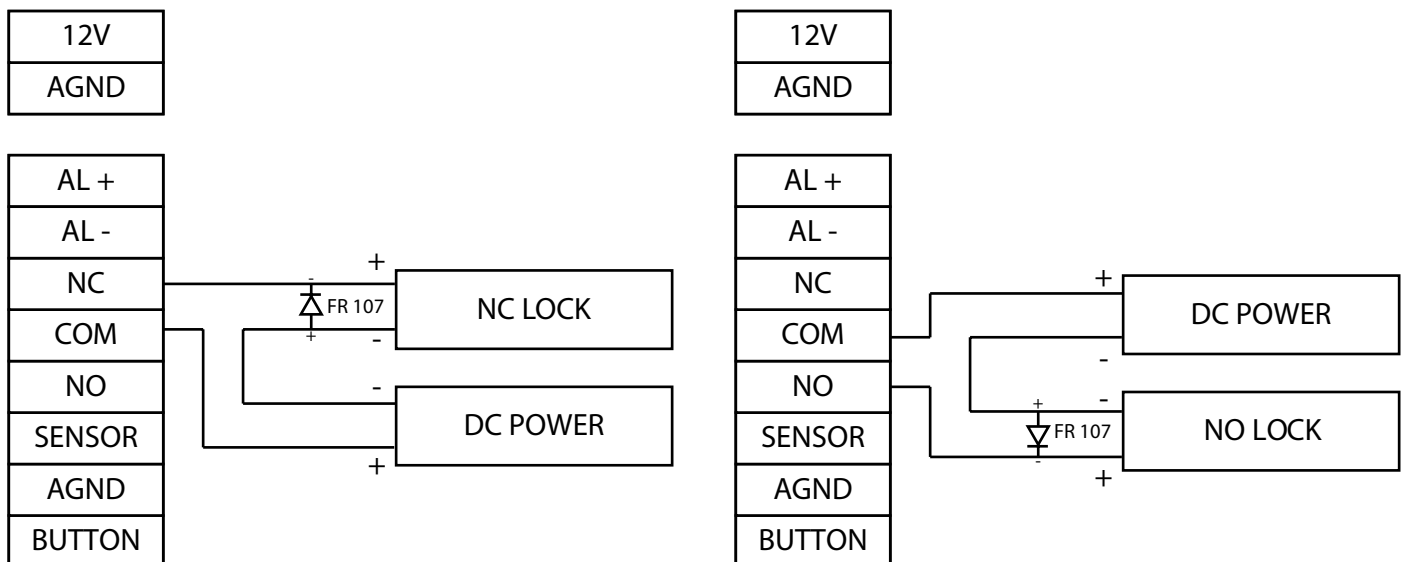 12V
AGND
AL +
AL -
NC
COM
NO
SENSOR
AGND
BUTTON
+
-
FR 107
+
-
NC LOCK
-
DC POWER
+
12V
AGND
AL +
AL -
NC
COM
NO
SENSOR
AGND
BUTTON
+
DC POWER
-
-
+
FR 107
-
NO LOCK
+